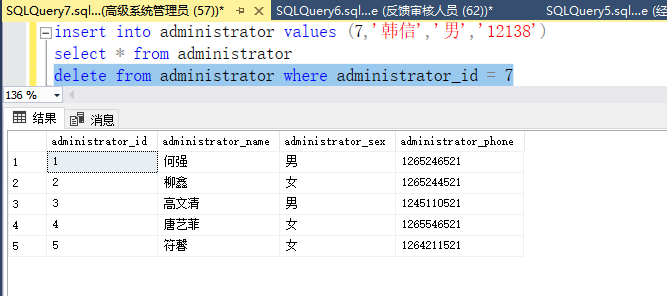 SQLQuery7.sql...(高级系统管理员 (57))* SQLQuery6.sql...e (反馈审核人员 (62))* SQLQuery5.sql...e (经
insert into administrator values (7,'韩信','男','12138')
select * from administrator
delete from administrator where administrator_id = 7
136 %
结果 消息
administrator_id administrator_name administrator_sex administrator_phone
1 1 何强 男 1265246521
2 2 柳鑫 女 1265244521
3 3 高文清 男 1245110521
4 4 唐艺菲 女 1265546521
5 5 符馨 女 1264211521